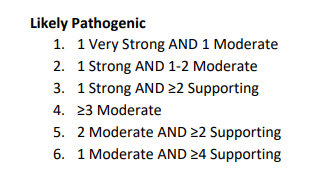 Likely Pathogenic
1. 1 Very Strong AND 1 Moderate
2. 1 Strong AND 1-2 Moderate
3. 1 Strong AND ≥2 Supporting
4. ≥3 Moderate
5. 2 Moderate AND ≥2 Supporting
6. 1 Moderate AND ≥4 Supporting